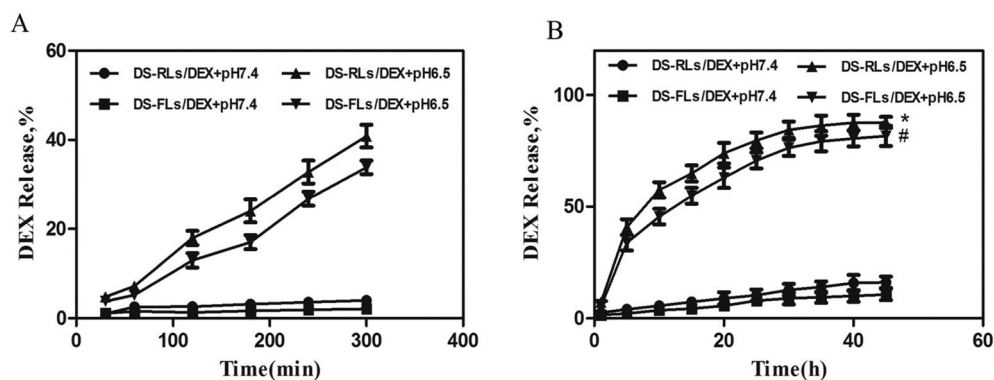 A
DEX Release,%
60
40
20
0
DS-RLs/DEX+pH7.4
DS-FLs/DEX+pH7.4
DS-RLs/DEX+pH6.5
DS-FLs/DEX+pH6.5
0 100 200 300 400
Time(min)
B
DEX Release,%
100
50
0
DS-RLs/DEX+pH7.4
DS-FLs/DEX+pH7.4
DS-RLs/DEX+pH6.5
DS-FLs/DEX+pH6.5
*
#
0 20 40 60
Time(h)